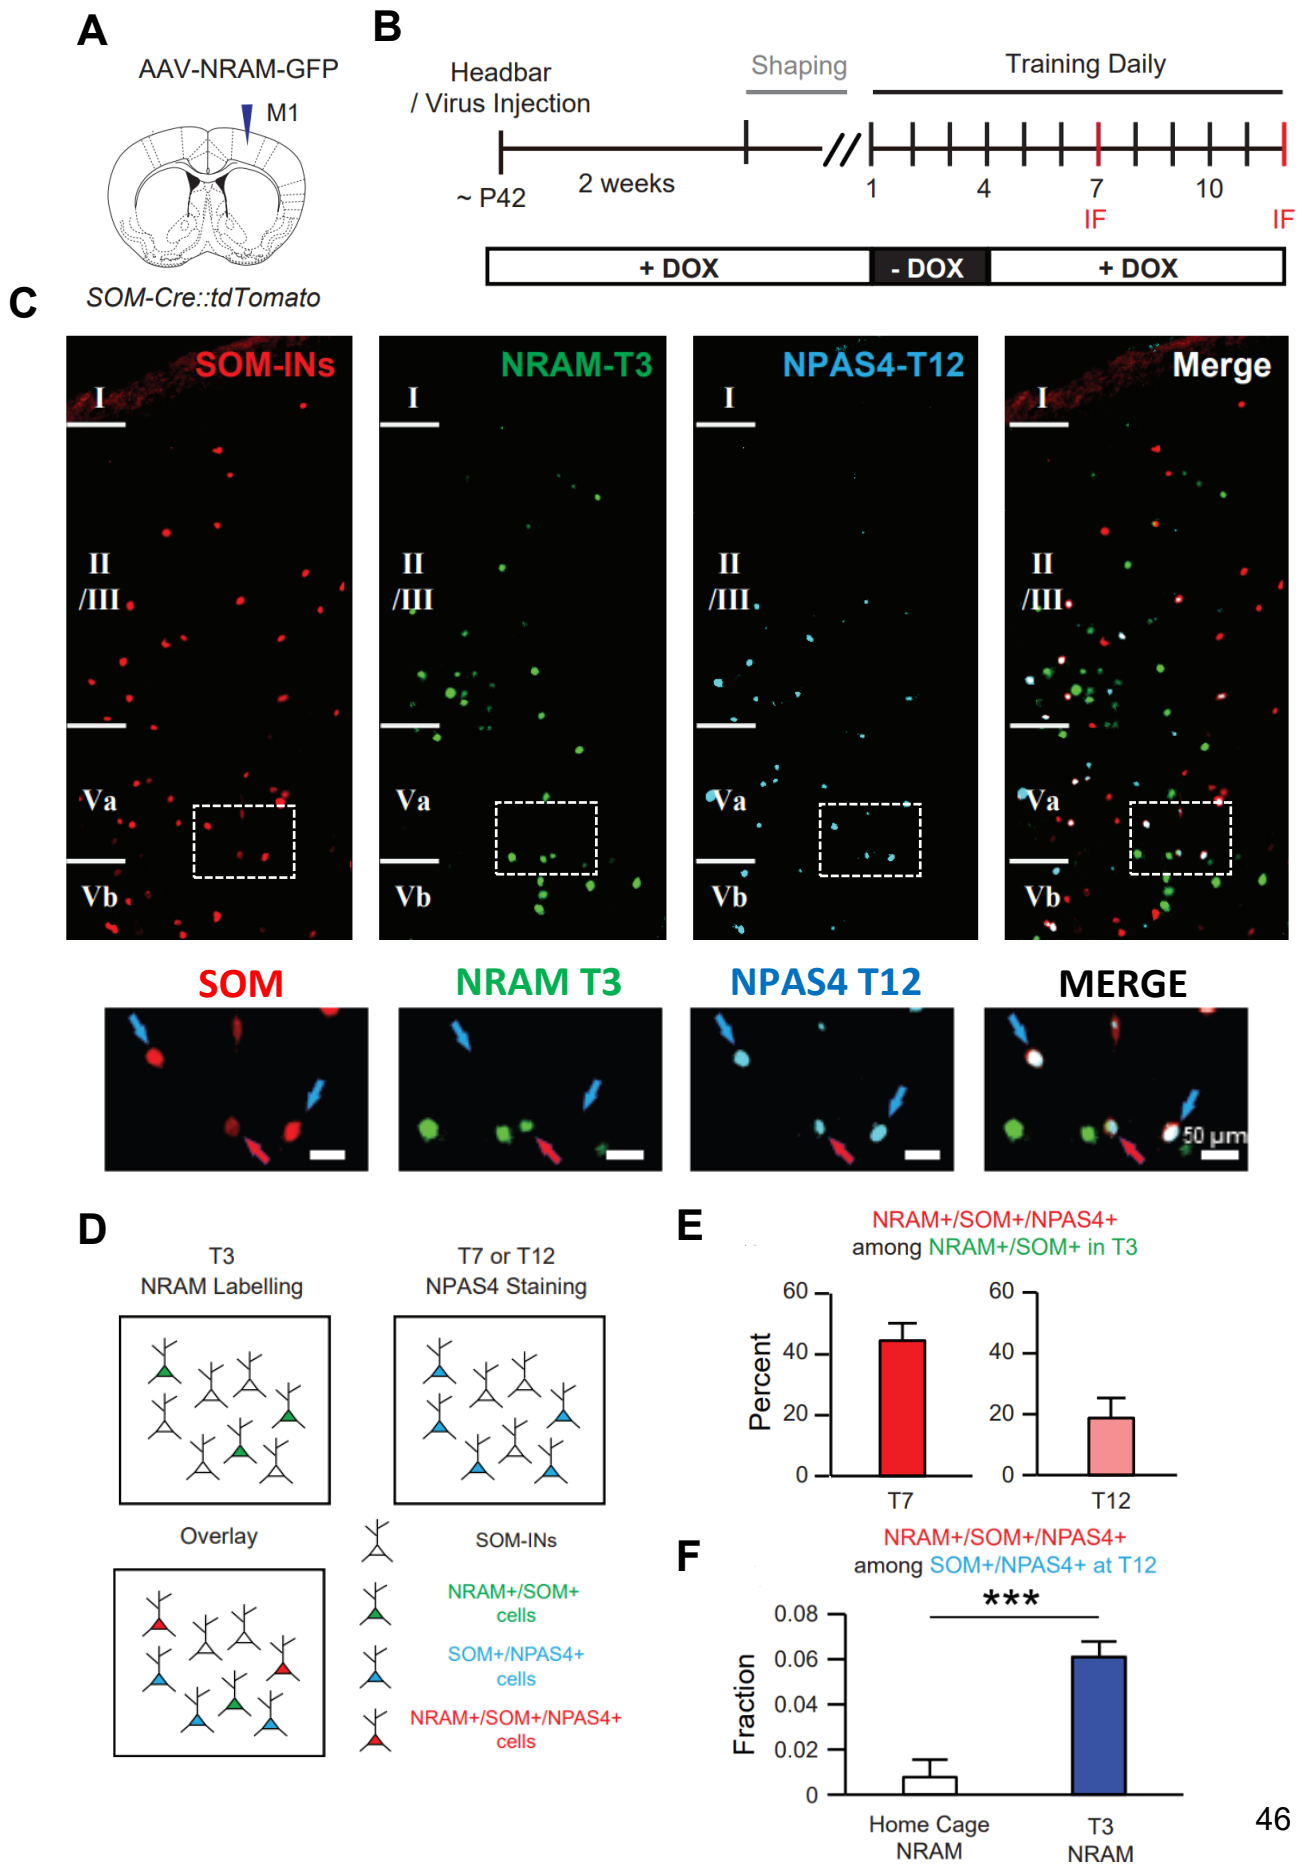 A
AAV-NRAM-GFP
M1
SOM-Cre::tdTomato
B
Headbar
/ Virus Injection
Shaping
Training Daily
~ P42
2 weeks
1
4
7
10
IF
IF
+ DOX
- DOX
+ DOX
C
SOM-INs
I
II
/III
Va
Vb
NRAM-T3
I
II
/III
Va
Vb
NPAS4-T12
I
II
/III
Va
Vb
Merge
I
II
/III
Va
Vb
SOM
NRAM T3
NPAS4 T12
MERGE
50 µm
D
T3
NRAM Labelling
T7 or T12
NPAS4 Staining
Overlay
SOM-INs
NRAM+/SOM+
cells
SOM+/NPAS4+
cells
NRAM+/SOM+/NPAS4+
cells
E
NRAM+/SOM+/NPAS4+
among NRAM+/SOM+ in T3
Percent
60
40
20
0
T7
60
40
20
0
T12
F
NRAM+/SOM+/NPAS4+
among SOM+/NPAS4+ at T12
***
Fraction
0.08
0.06
0.04
0.02
0
Home Cage
NRAM
T3
NRAM
46